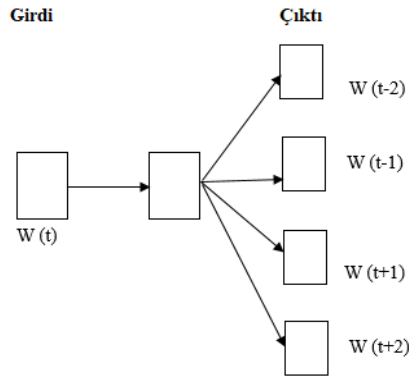 Girdi
Çıktı
W (t-2)
W (t-1)
W (t)
W (t+1)
W (t+2)